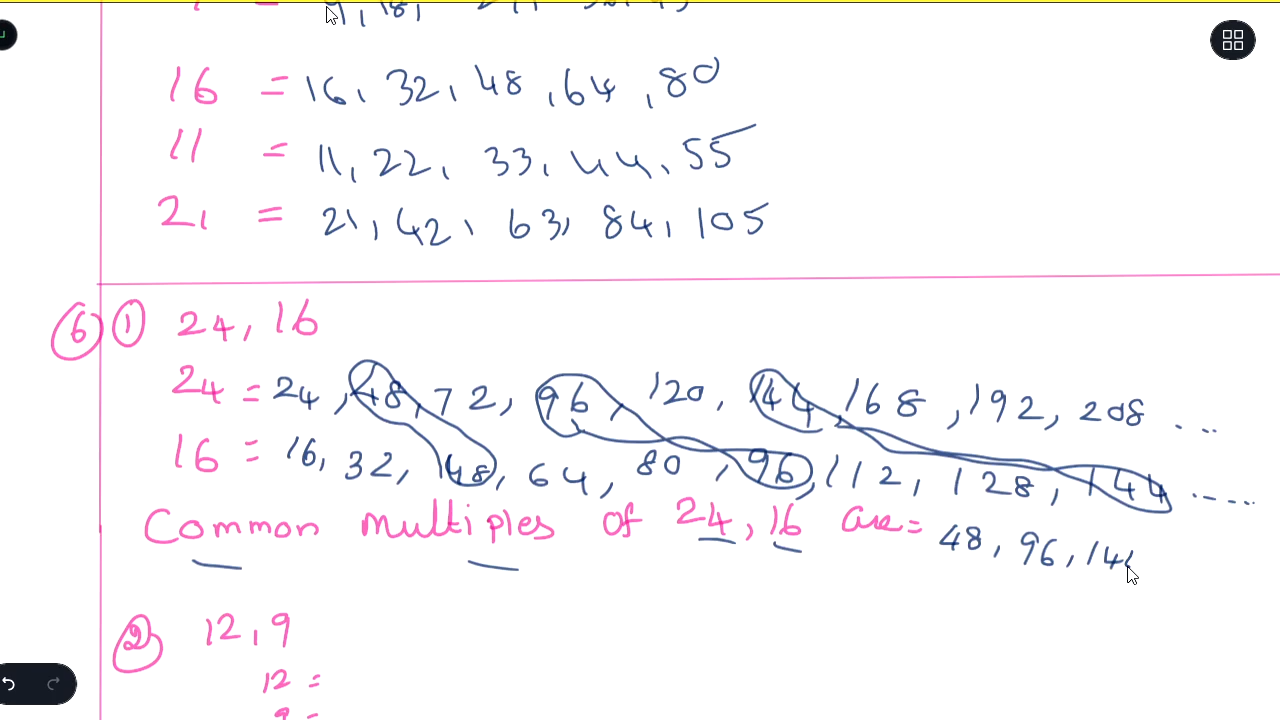 16 = 16, 32, 48, 64, 80
11 = 11, 22, 33, 44, 55
21 = 21, 42, 63, 84, 105
6 1 24, 16
24 = 24, 48, 72, 96, 120, 144, 168, 192, 208 ...
16 = 16, 32, 48, 64, 80, 96, 112, 128, 144 .....
Common multiples of 24, 16 are= 48, 96, 144
2 12, 9
12 =
9 =